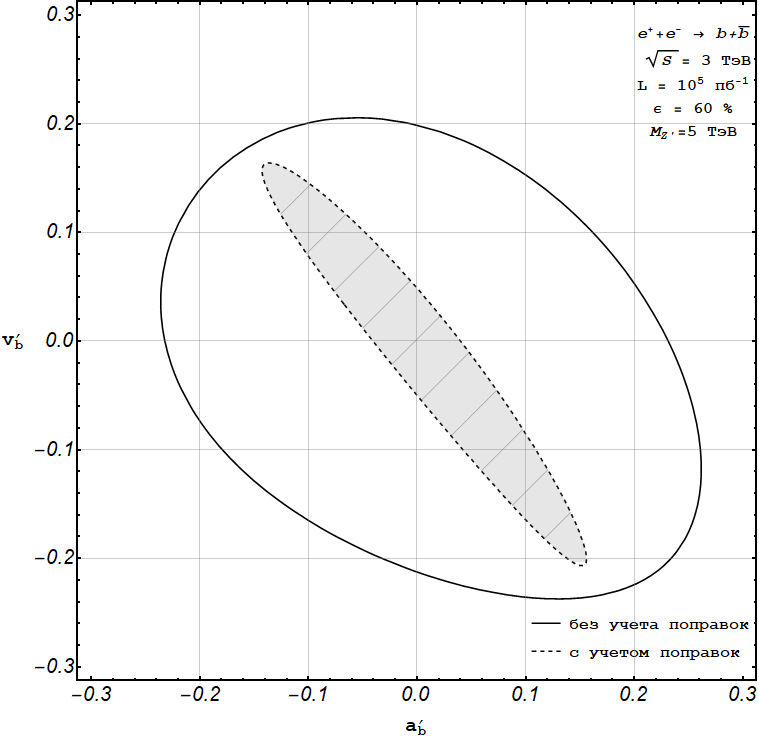 0.3
e⁺+e⁻ → b+b̅
√s = 3 ТэВ
L = 10⁵ пб⁻¹
ϵ = 60 %
M_Z'=5 ТэВ
0.2
0.1
v′_b 0.0
−0.1
−0.2
без учета поправок
с учетом поправок
−0.3
−0.3 −0.2 −0.1 0.0 0.1 0.2 0.3
a′_b